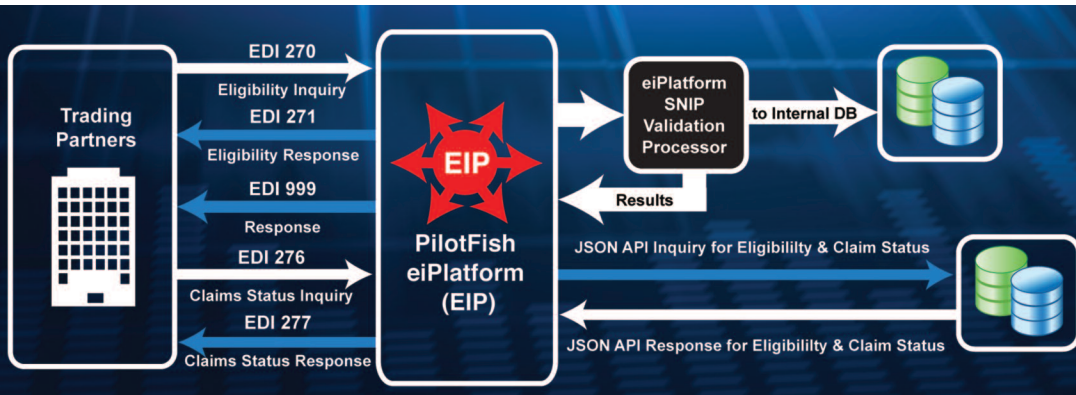 Trading
Partners
EDI 270
Eligibility Inquiry
EDI 271
Eligibility Response
EDI 999
Response
EDI 276
Claims Status Inquiry
EDI 277
Claims Status Response
EIP
PilotFish
eiPlatform
(EIP)
eiPlatform
SNIP
Validation
Processor
to Internal DB
Results
JSON API Inquiry for Eligibililty & Claim Status
JSON API Response for Eligibililty & Claim Status